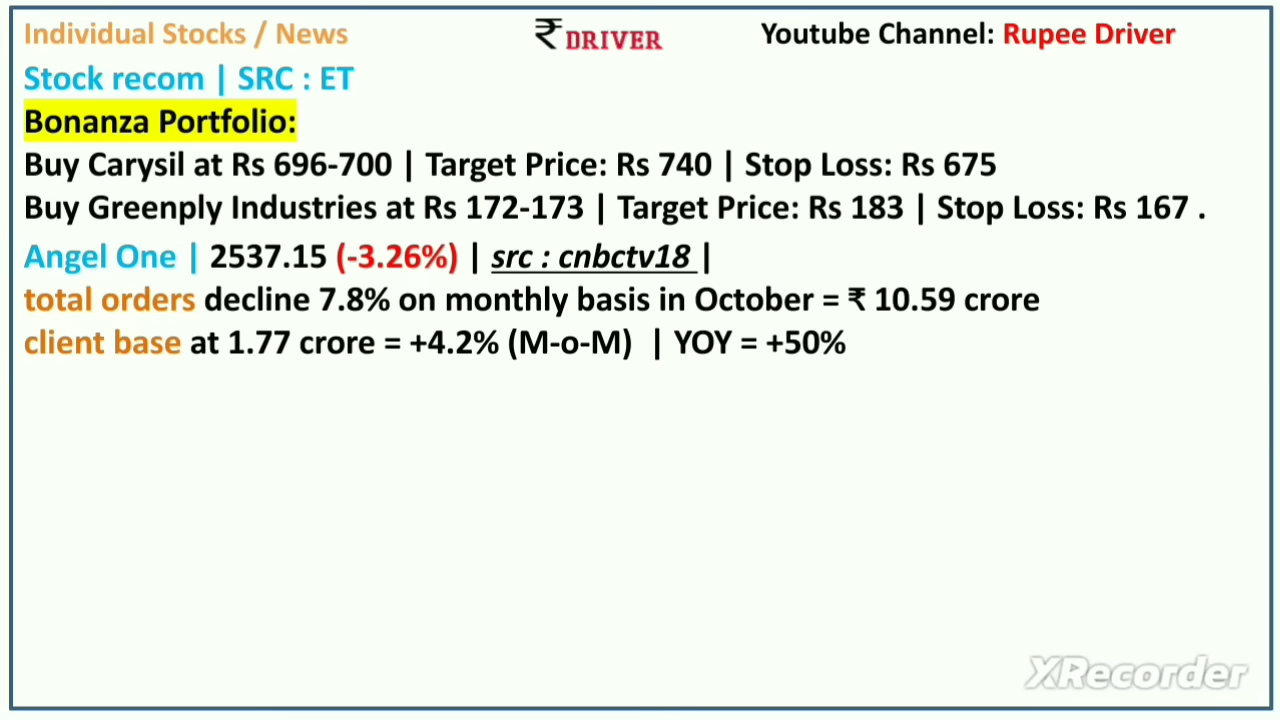 Individual Stocks / News ₹ DRIVER Youtube Channel: Rupee Driver
Stock recom | SRC : ET
Bonanza Portfolio:
Buy Carysil at Rs 696-700 | Target Price: Rs 740 | Stop Loss: Rs 675
Buy Greenply Industries at Rs 172-173 | Target Price: Rs 183 | Stop Loss: Rs 167 .
Angel One | 2537.15 (-3.26%) | src : cnbctv18 |
total orders decline 7.8% on monthly basis in October = ₹ 10.59 crore
client base at 1.77 crore = +4.2% (M-o-M) | YOY = +50%
XRecorder